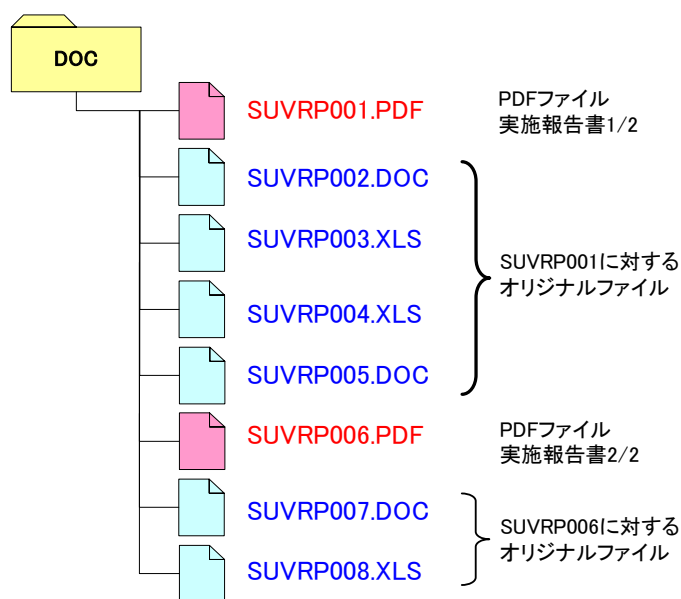 DOC
SUVRP001.PDF
PDFファイル
実施報告書1/2
SUVRP002.DOC
SUVRP003.XLS
SUVRP004.XLS
SUVRP005.DOC
SUVRP001に対する
オリジナルファイル
SUVRP006.PDF
PDFファイル
実施報告書2/2
SUVRP007.DOC
SUVRP008.XLS
SUVRP006に対する
オリジナルファイル